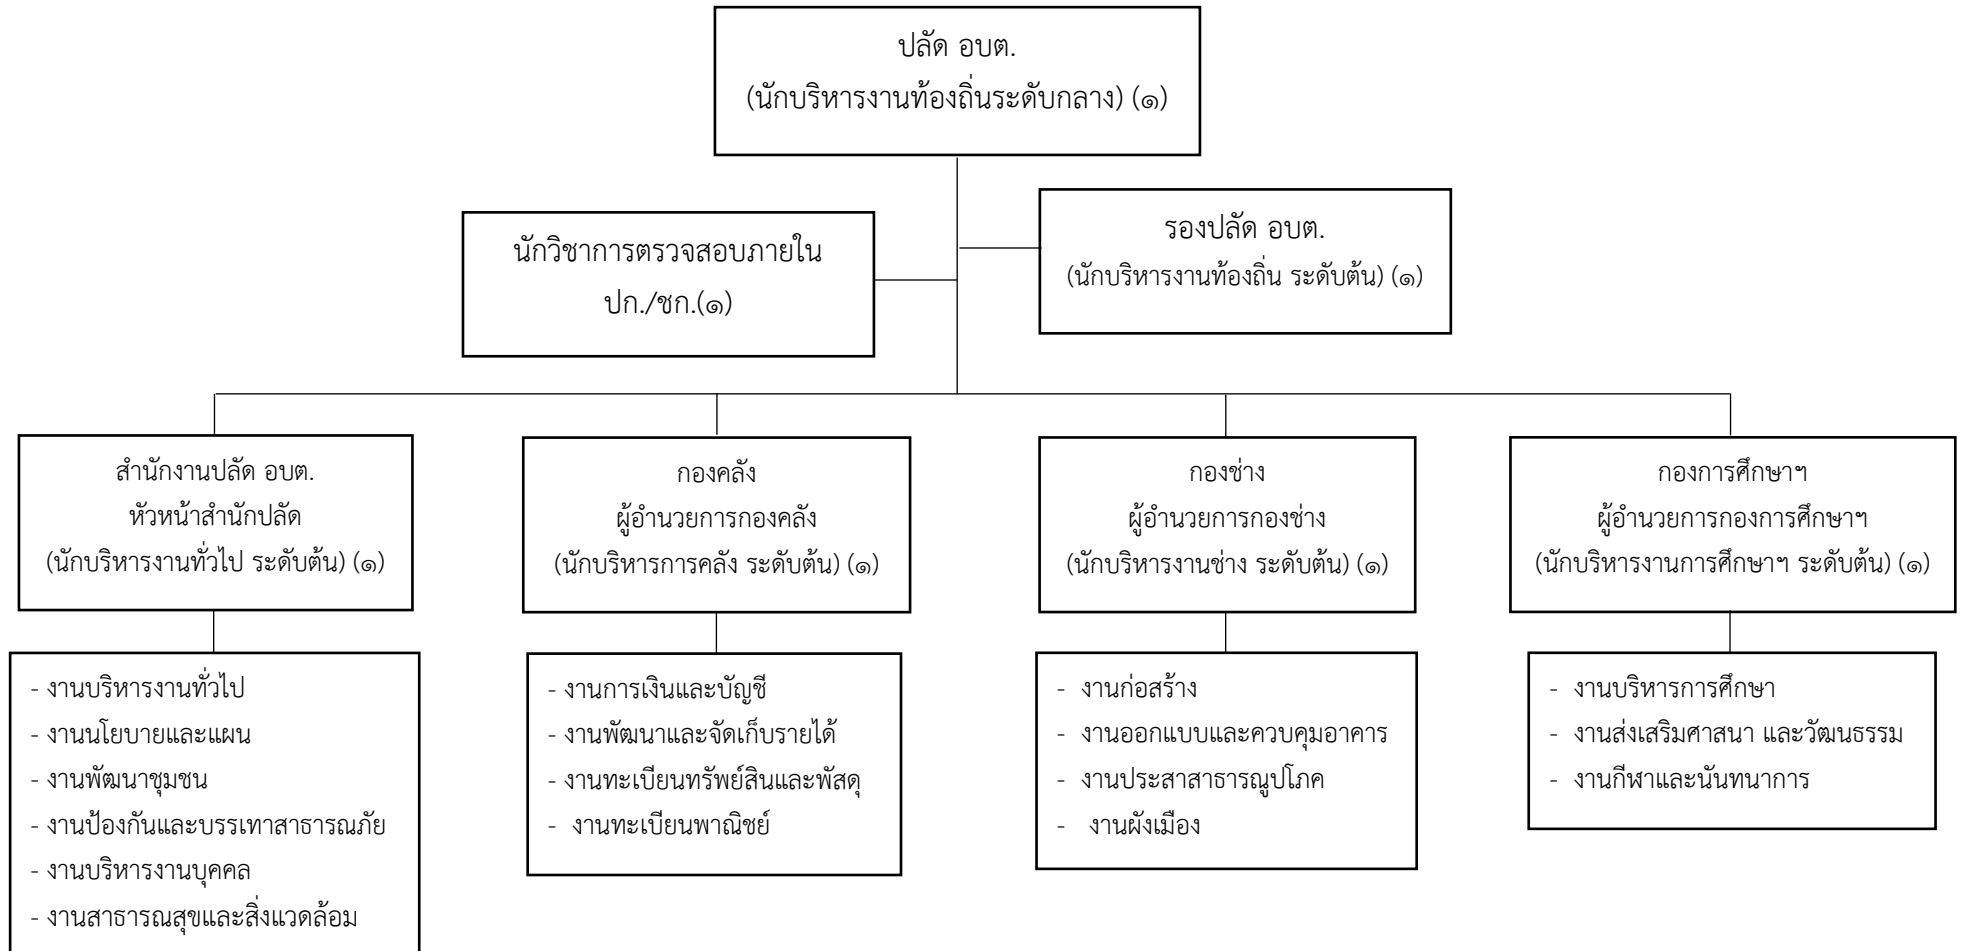 ปลัด อบต.
(นักบริหารงานท้องถิ่นระดับกลาง) (๑)
นักวิชาการตรวจสอบภายใน
ปก./ชก.(๑)
รองปลัด อบต.
(นักบริหารงานท้องถิ่น ระดับต้น) (๑)
สำนักงานปลัด อบต.
หัวหน้าสำนักปลัด
(นักบริหารงานทั่วไป ระดับต้น) (๑)
กองคลัง
ผู้อำนวยการกองคลัง
(นักบริหารการคลัง ระดับต้น) (๑)
กองช่าง
ผู้อำนวยการกองช่าง
(นักบริหารงานช่าง ระดับต้น) (๑)
กองการศึกษาฯ
ผู้อำนวยการกองการศึกษาฯ
(นักบริหารงานการศึกษาฯ ระดับต้น) (๑)
- งานบริหารงานทั่วไป
- งานนโยบายและแผน
- งานพัฒนาชุมชน
- งานป้องกันและบรรเทาสาธารณภัย
- งานบริหารงานบุคคล
- งานสาธารณสุขและสิ่งแวดล้อม
- งานการเงินและบัญชี
- งานพัฒนาและจัดเก็บรายได้
- งานทะเบียนทรัพย์สินและพัสดุ
- งานทะเบียนพาณิชย์
- งานก่อสร้าง
- งานออกแบบและควบคุมอาคาร
- งานประสาสาธารณูปโภค
- งานผังเมือง
- งานบริหารการศึกษา
- งานส่งเสริมศาสนา และวัฒนธรรม
- งานกีฬาและนันทนาการ